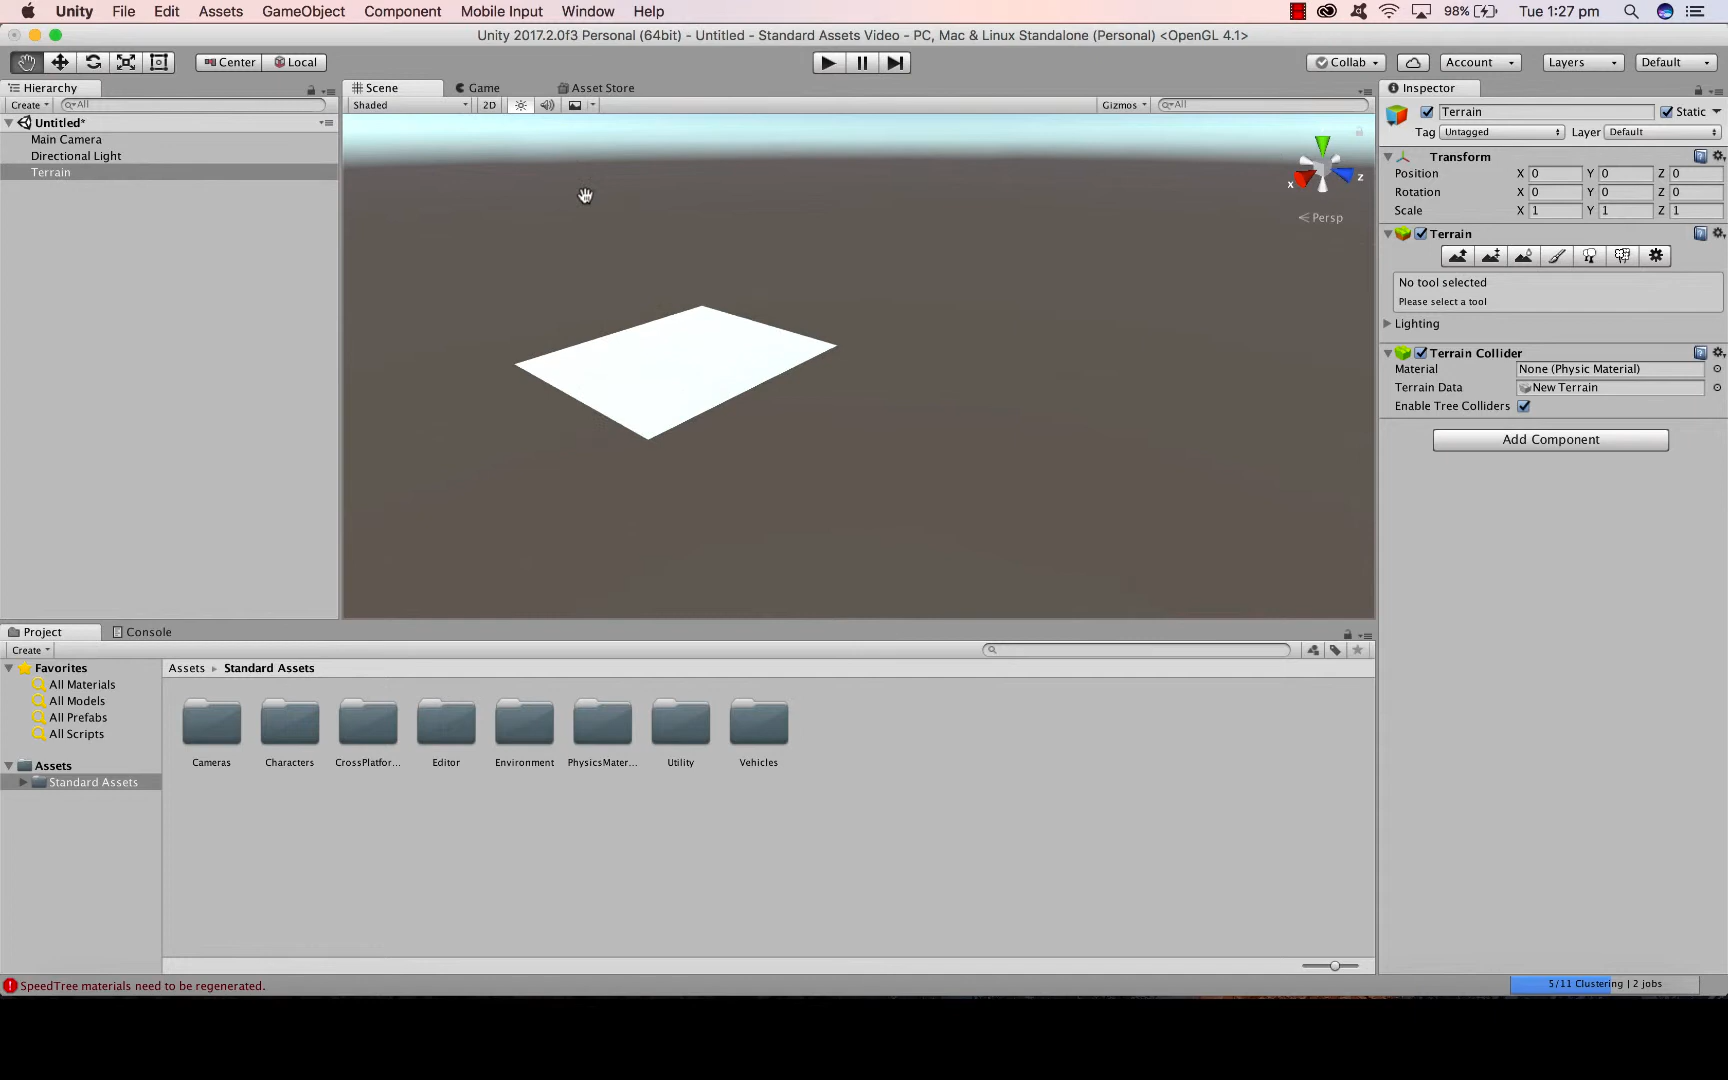 Unity File Edit Assets GameObject Component Mobile Input Window Help 98% Tue 1:27 pm
Unity 2017.2.0f3 Personal (64bit) - Untitled - Standard Assets Video - PC, Mac & Linux Standalone (Personal) <OpenGL 4.1>
Center Local Collab Account Layers Default
Hierarchy
Create All
Untitled*
Main Camera
Directional Light
Terrain
Scene Game Asset Store
Shaded 2D Gizmos All
x z
Persp
Inspector
Terrain Static
Tag Untagged Layer Default
Transform
Position X 0 Y 0 Z 0
Rotation X 0 Y 0 Z 0
Scale X 1 Y 1 Z 1
Terrain
No tool selected
Please select a tool
Lighting
Terrain Collider
Material None (Physic Material)
Terrain Data New Terrain
Enable Tree Colliders
Add Component
Project Console
Create
Favorites
All Materials
All Models
All Prefabs
All Scripts
Assets
Standard Assets
Assets Standard Assets
Cameras Characters CrossPlatfor... Editor Environment PhysicsMater... Utility Vehicles
SpeedTree materials need to be regenerated.
5/11 Clustering | 2 jobs